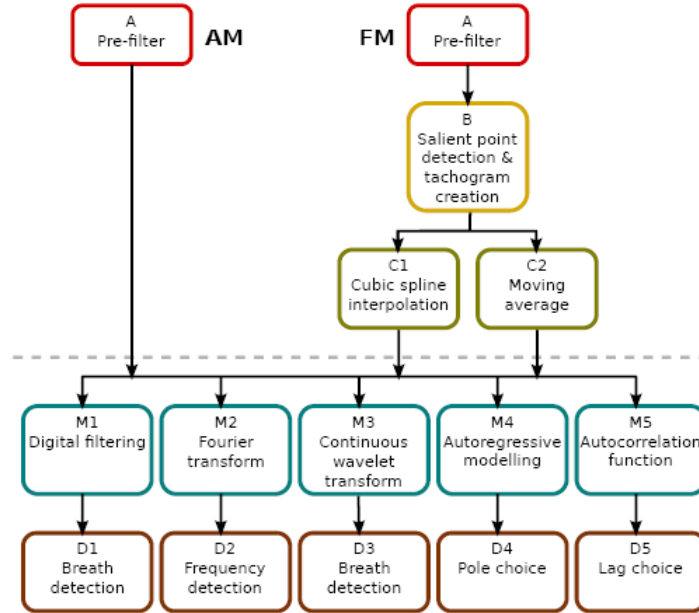 A
Pre-filter
AM
FM
A
Pre-filter
B
Salient point
detection &
tachogram
creation
C1
Cubic spline
interpolation
C2
Moving
average
M1
Digital filtering
M2
Fourier
transform
M3
Continuous
wavelet
transform
M4
Autoregressive
modelling
M5
Autocorrelation
function
D1
Breath
detection
D2
Frequency
detection
D3
Breath
detection
D4
Pole choice
D5
Lag choice